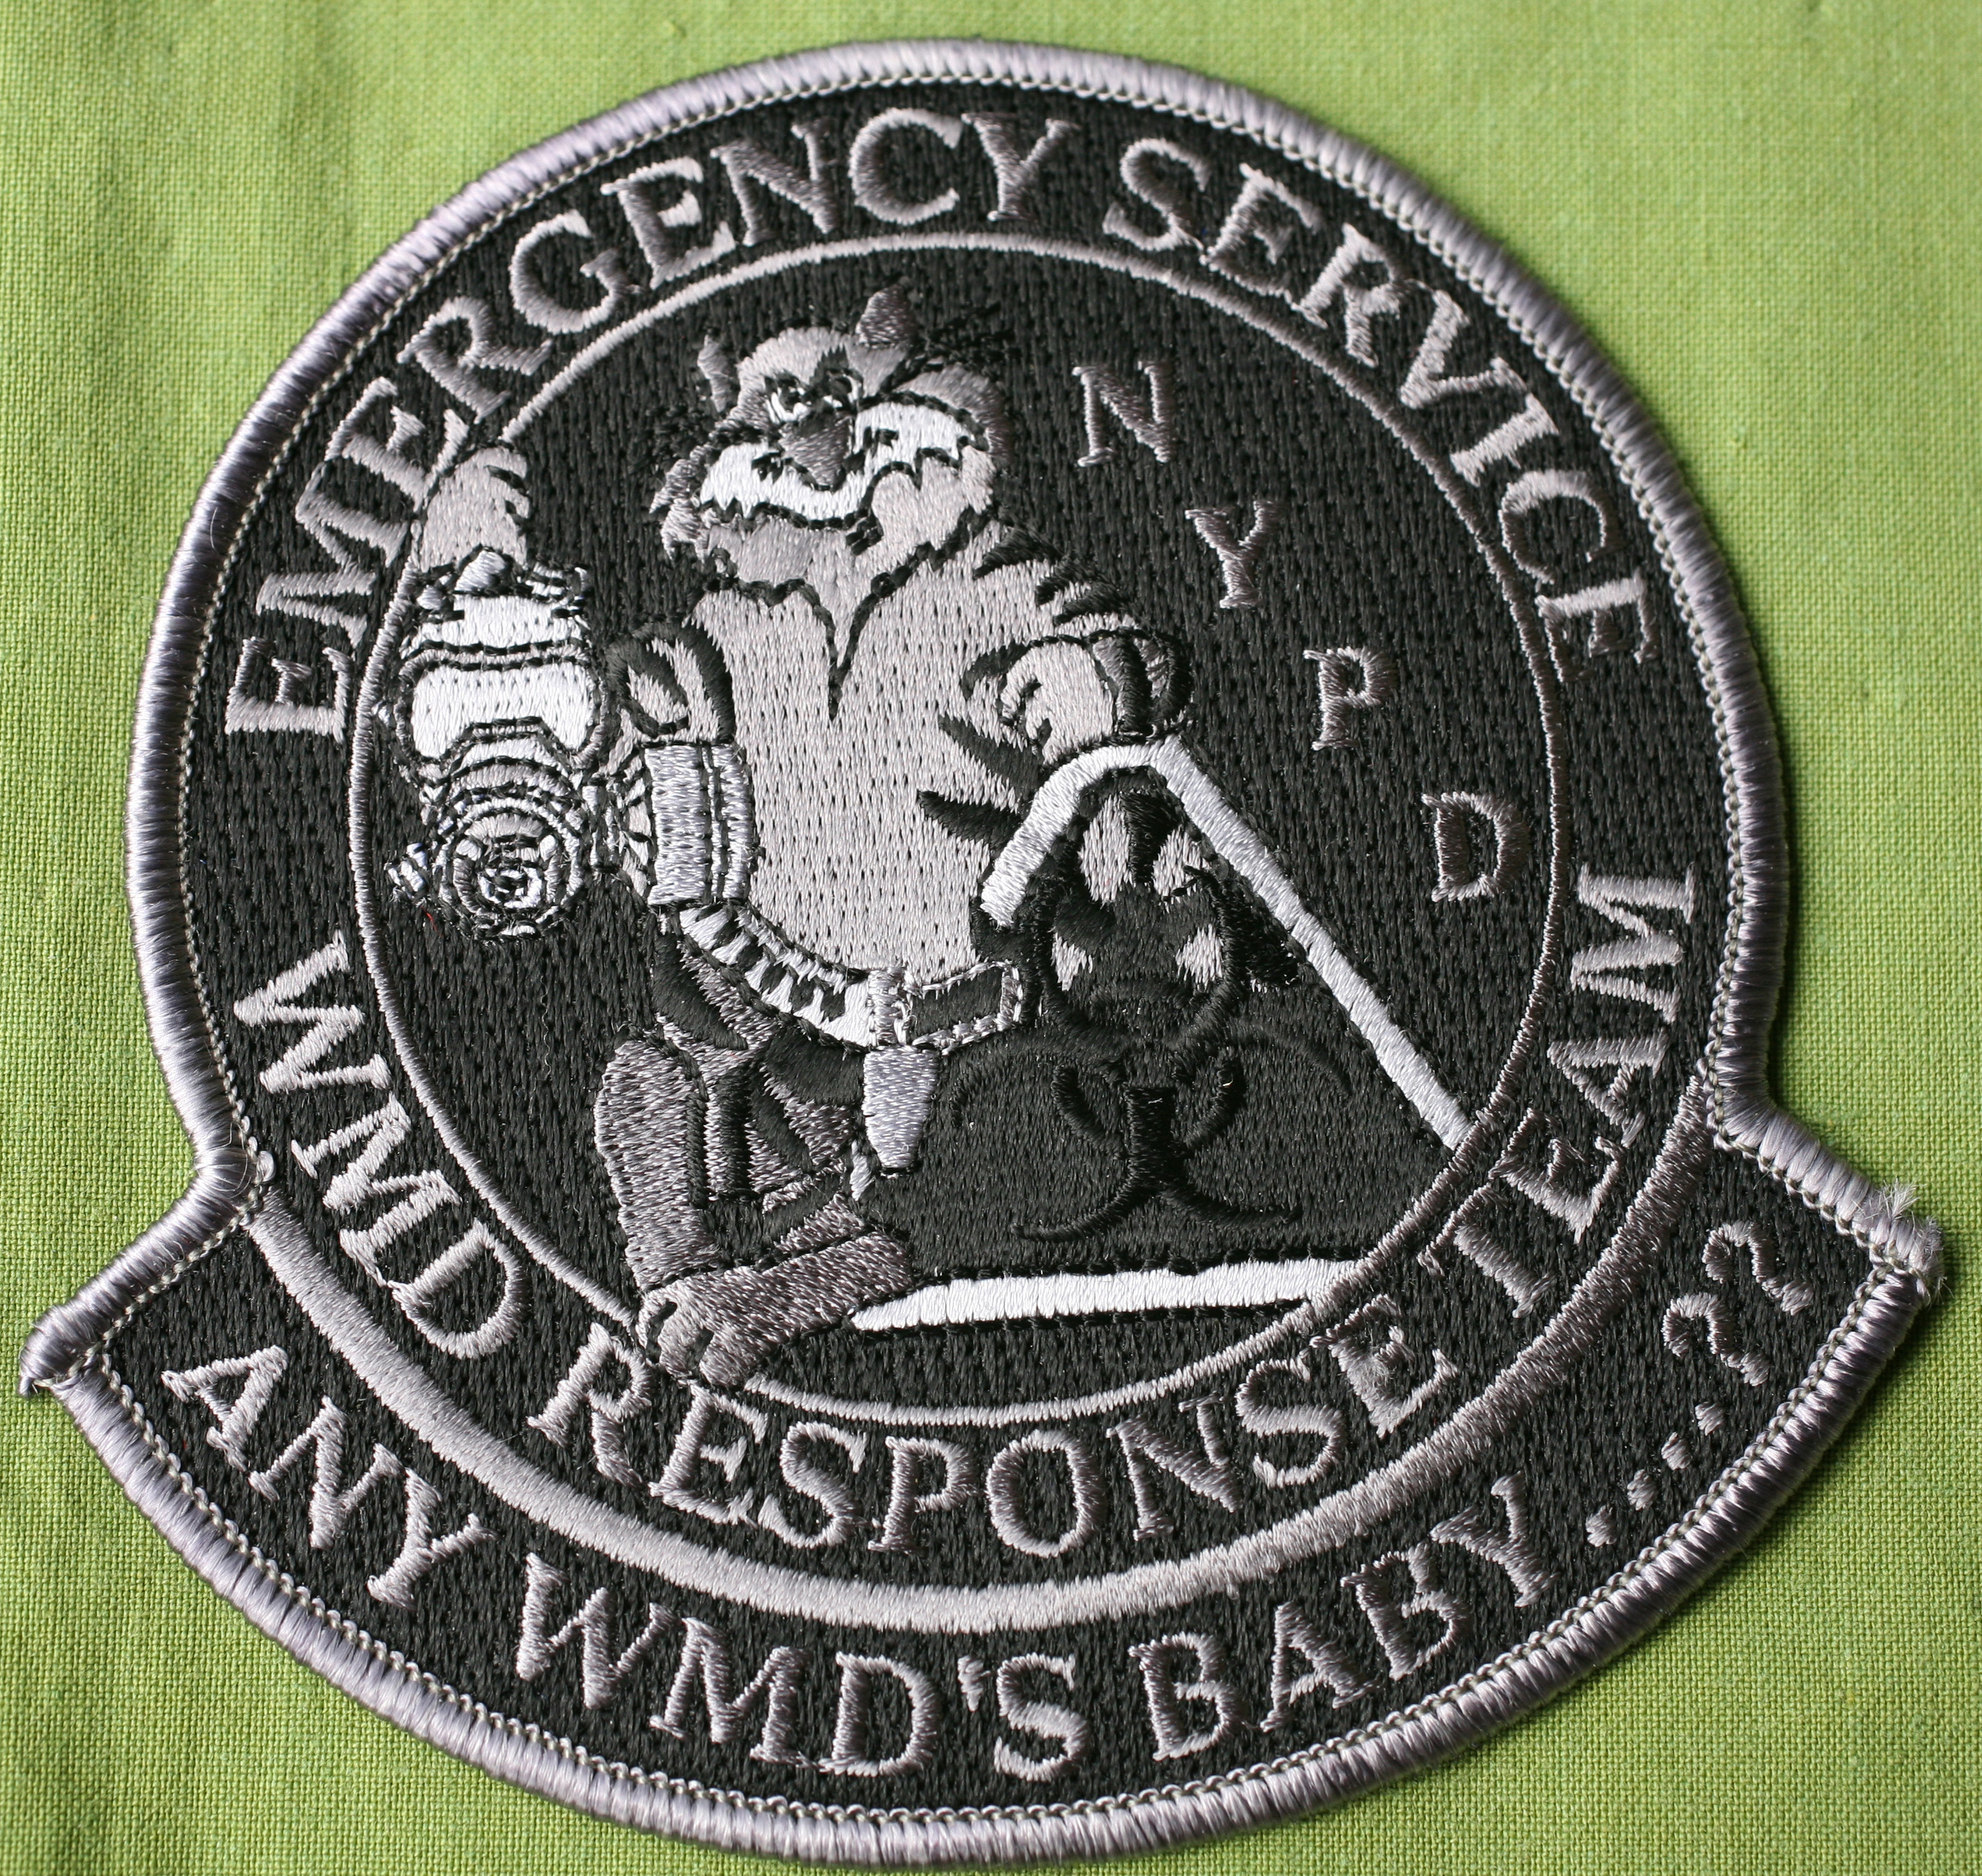 EMERGENCY SERVICE
N
Y
P
D
WMD RESPONSE TEAM
ANY WMD'S BABY.....??